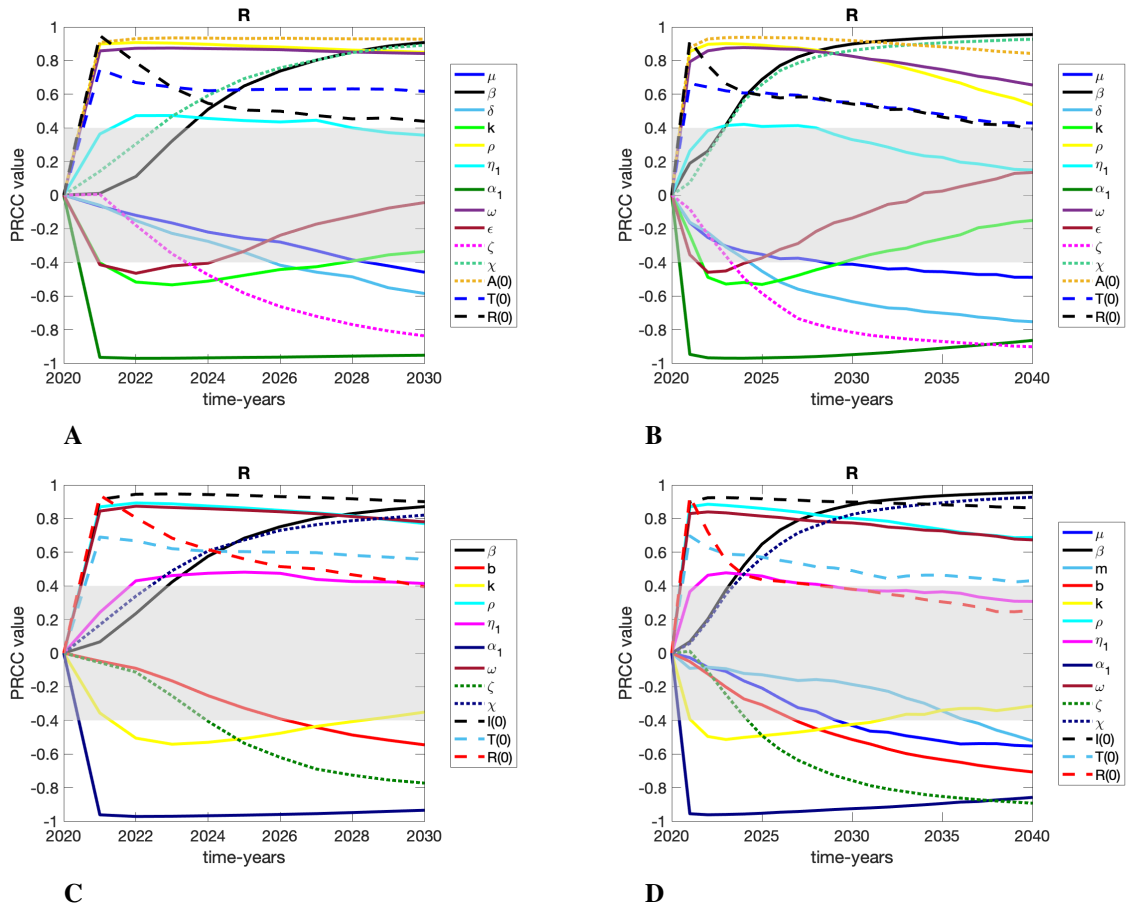 R
1
0.8
0.6
0.4
0.2
0
-0.2
-0.4
-0.6
-0.8
-1
PRCC value
2020
2022
2024
2026
2028
2030
time-years
μ
β
δ
k
ρ
η1
α1
ω
ϵ
ζ
χ
A(0)
T(0)
R(0)
A
R
1
0.8
0.6
0.4
0.2
0
-0.2
-0.4
-0.6
-0.8
-1
PRCC value
2020
2025
2030
2035
2040
time-years
μ
β
δ
k
ρ
η1
α1
ω
ϵ
ζ
χ
A(0)
T(0)
R(0)
B
R
1
0.8
0.6
0.4
0.2
0
-0.2
-0.4
-0.6
-0.8
-1
PRCC value
2020
2022
2024
2026
2028
2030
time-years
β
b
k
ρ
η1
α1
ω
ζ
χ
I(0)
T(0)
R(0)
C
R
1
0.8
0.6
0.4
0.2
0
-0.2
-0.4
-0.6
-0.8
-1
PRCC value
2020
2025
2030
2035
2040
time-years
μ
β
m
b
k
ρ
η1
α1
ω
ζ
χ
I(0)
T(0)
R(0)
D